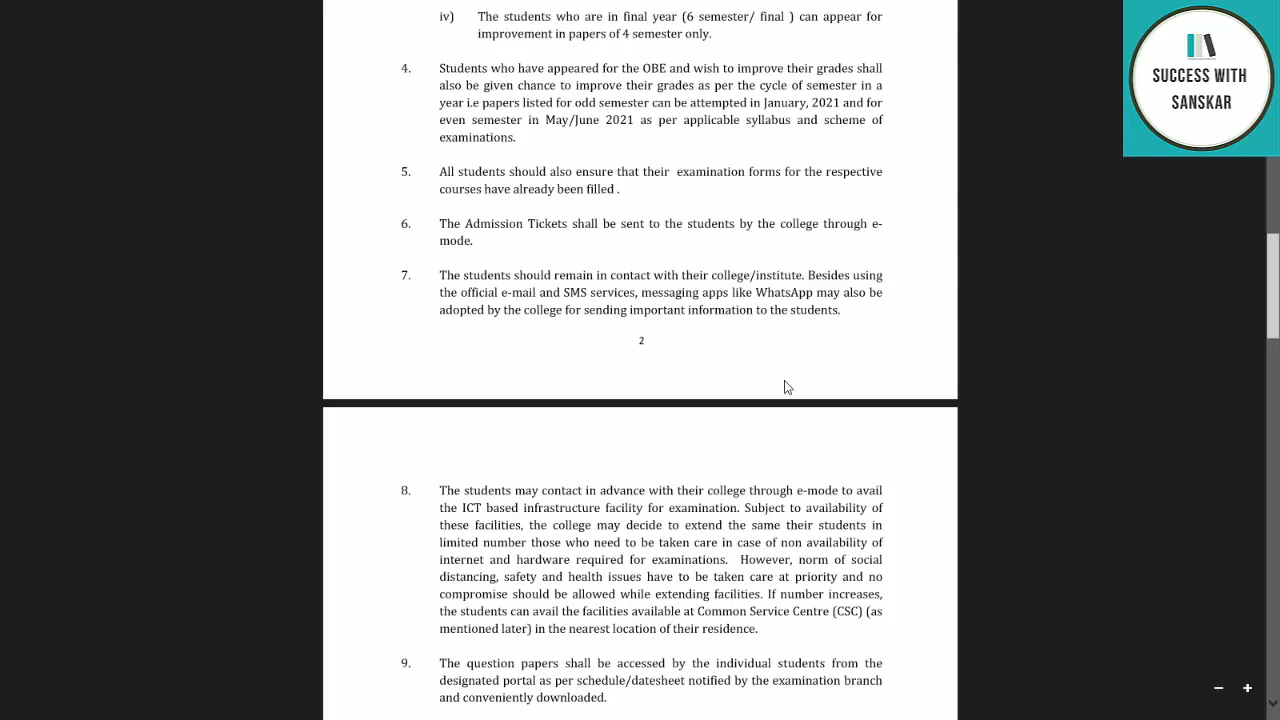 iv) The students who are in final year (6 semester/ final ) can appear for
improvement in papers of 4 semester only.
4. Students who have appeared for the OBE and wish to improve their grades shall
also be given chance to improve their grades as per the cycle of semester in a
year i.e papers listed for odd semester can be attempted in January, 2021 and for
even semester in May/June 2021 as per applicable syllabus and scheme of
examinations.
5. All students should also ensure that their examination forms for the respective
courses have already been filled .
6. The Admission Tickets shall be sent to the students by the college through e-
mode.
7. The students should remain in contact with their college/institute. Besides using
the official e-mail and SMS services, messaging apps like WhatsApp may also be
adopted by the college for sending important information to the students.
2
8. The students may contact in advance with their college through e-mode to avail
the ICT based infrastructure facility for examination. Subject to availability of
these facilities, the college may decide to extend the same their students in
limited number those who need to be taken care in case of non availability of
internet and hardware required for examinations. However, norm of social
distancing, safety and health issues have to be taken care at priority and no
compromise should be allowed while extending facilities. If number increases,
the students can avail the facilities available at Common Service Centre (CSC) (as
mentioned later) in the nearest location of their residence.
9. The question papers shall be accessed by the individual students from the
designated portal as per schedule/datesheet notified by the examination branch
and conveniently downloaded.
SUCCESS WITH
SANSKAR